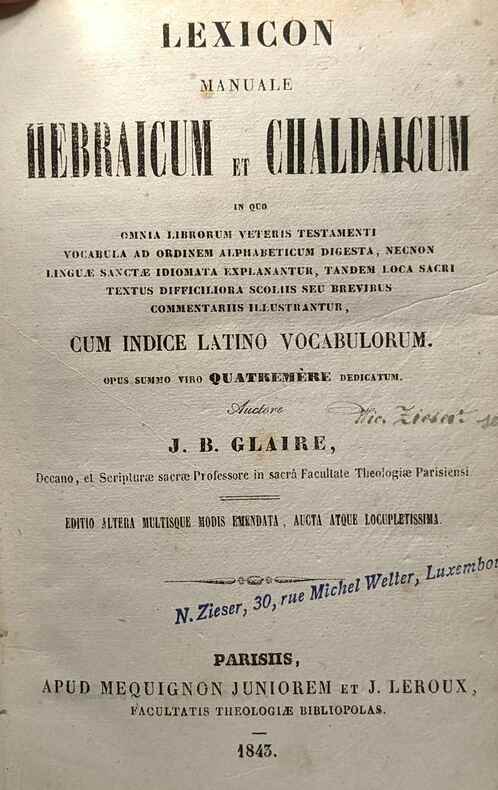 LEXICON
MANUALE
HEBRAICUM ET CHALDAICUM
IN QUO
OMNIA LIBRORUM VETERIS TESTAMENTI
VOCABULA AD ORDINEM ALPHABETICUM DIGESTA, NECNON
LINGUÆ SANCTÆ IDIOMATA EXPLANANTUR, TANDEM LOCA SACRI
TEXTUS DIFFICILIORA SCOLIIS SEU BREVIBUS
COMMENTARIIS ILLUSTRANTUR,
CUM INDICE LATINO VOCABULORUM.
OPUS SUMMO VIRO QUATREMÈRE DEDICATUM.
Auctore
Nic. Zieser
J. B. GLAIRE,
Decano, et Scripturæ sacræ Professore in sacrâ Facultate Theologiæ Parisiensi
EDITIO ALTERA MULTISQUE MODIS EMENDATA, AUCTA ATQUE LOCUPLETISSIMA.
N. Zieser, 30, rue Michel Welter, Luxembou
PARISIIS,
APUD MEQUIGNON JUNIOREM ET J. LEROUX,
FACULTATIS THEOLOGIÆ BIBLIOPOLAS.
1843.